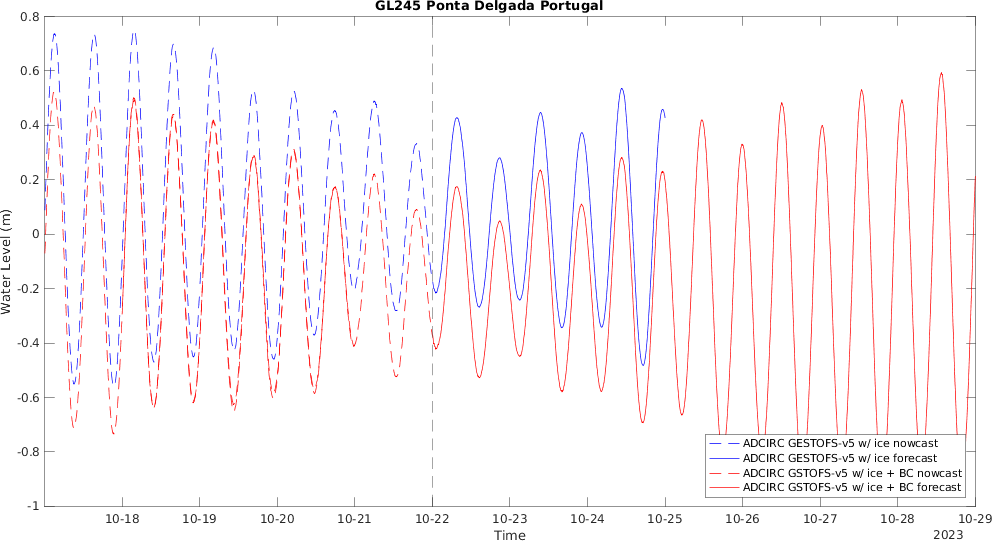 GL245 Ponta Delgada Portugal
0.8
0.6
0.4
0.2
0
-0.2
-0.4
-0.6
-0.8
-1
Water Level (m)
ADCIRC GESTOFS-v5 w/ ice nowcast
ADCIRC GESTOFS-v5 w/ ice forecast
ADCIRC GSTOFS-v5 w/ ice + BC nowcast
ADCIRC GSTOFS-v5 w/ ice + BC forecast
10-18 10-19 10-20 10-21 10-22 10-23 10-24 10-25 10-26 10-27 10-28 10-29
Time
2023